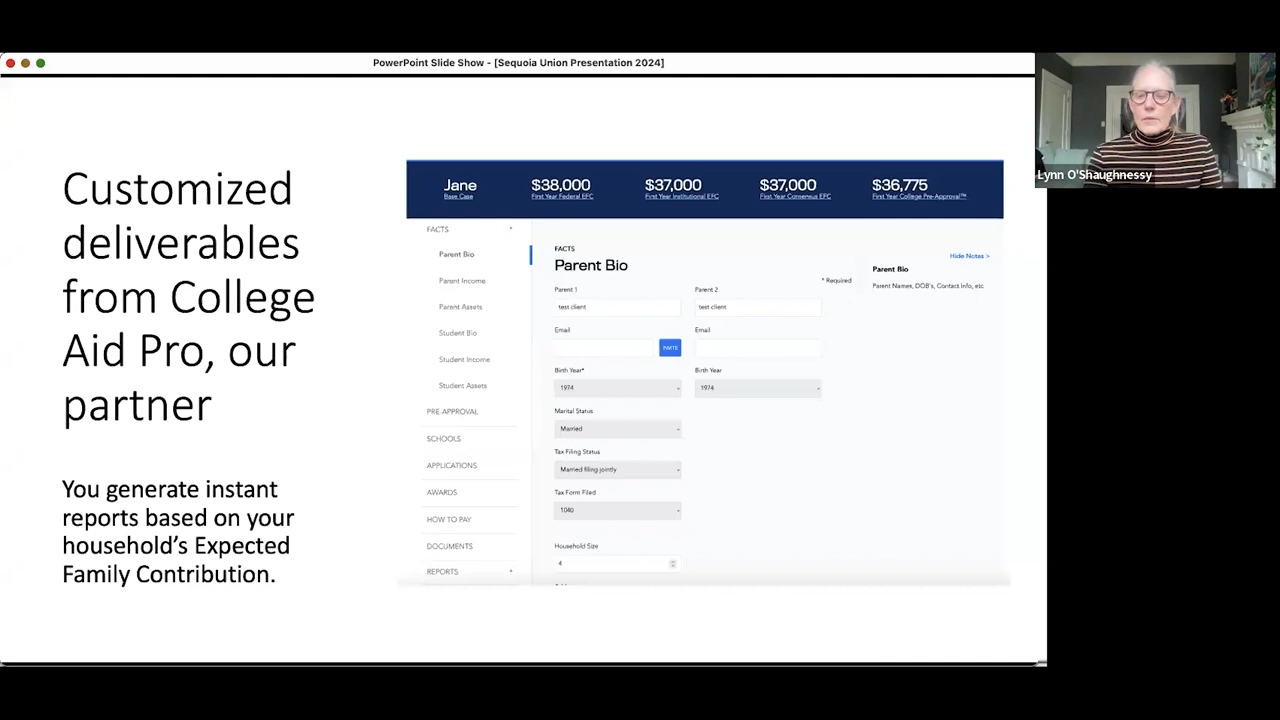 PowerPoint Slide Show - [Sequoia Union Presentation 2024]
Lynn O'Shaughnessy
Customized
deliverables
from College
Aid Pro, our
partner
You generate instant
reports based on your
household's Expected
Family Contribution.
Jane
Base Case
$38,000
First Year Federal EFC
$37,000
First Year Institutional EFC
$37,000
First Year Consensus EFC
$36,775
First Year College Pre-Approval™
FACTS
Parent Bio
Parent Income
Parent Assets
Student Bio
Student Income
Student Assets
PRE-APPROVAL
SCHOOLS
APPLICATIONS
AWARDS
HOW TO PAY
DOCUMENTS
REPORTS
FACTS
Parent Bio
* Required
Parent 1
Parent 2
test client
test client
Email
Email
INVITE
Birth Year*
Birth Year
1974
1974
Marital Status
Married
Tax Filing Status
Married filing jointly
Tax Form Filed
1040
Household Size
4
Hide Notes >
Parent Bio
Parent Names, DOB's, Contact Info, etc